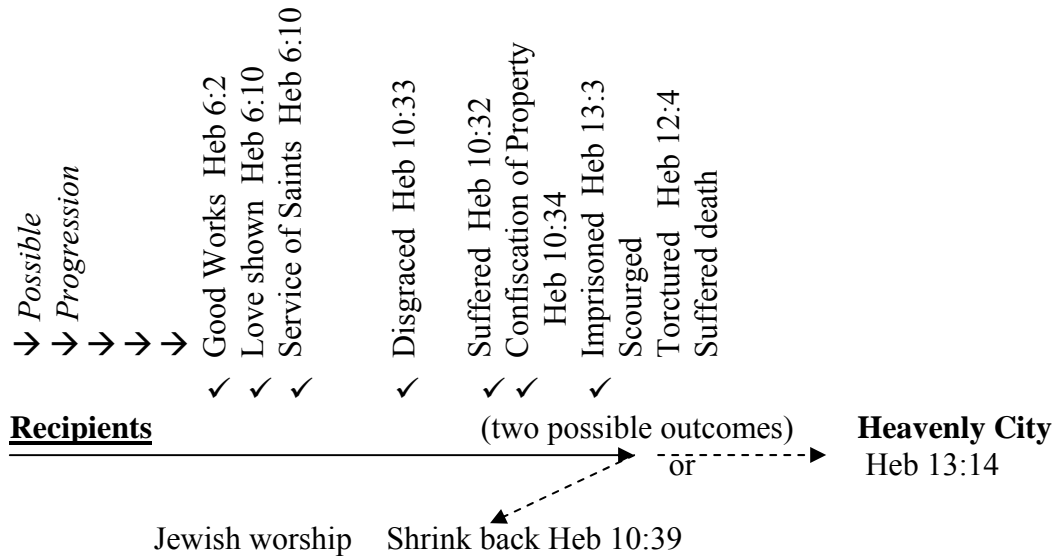 Possible
Progression
Good Works Heb 6:2
Love shown Heb 6:10
Service of Saints Heb 6:10
Disgraced Heb 10:33
Suffered Heb 10:32
Confiscation of Property
Heb 10:34
Imprisoned Heb 13:3
Scourged
Torctured Heb 12:4
Suffered death
→ → → → →
✓ ✓ ✓ ✓ ✓ ✓ ✓
Recipients (two possible outcomes) Heavenly City
or Heb 13:14
Jewish worship Shrink back Heb 10:39